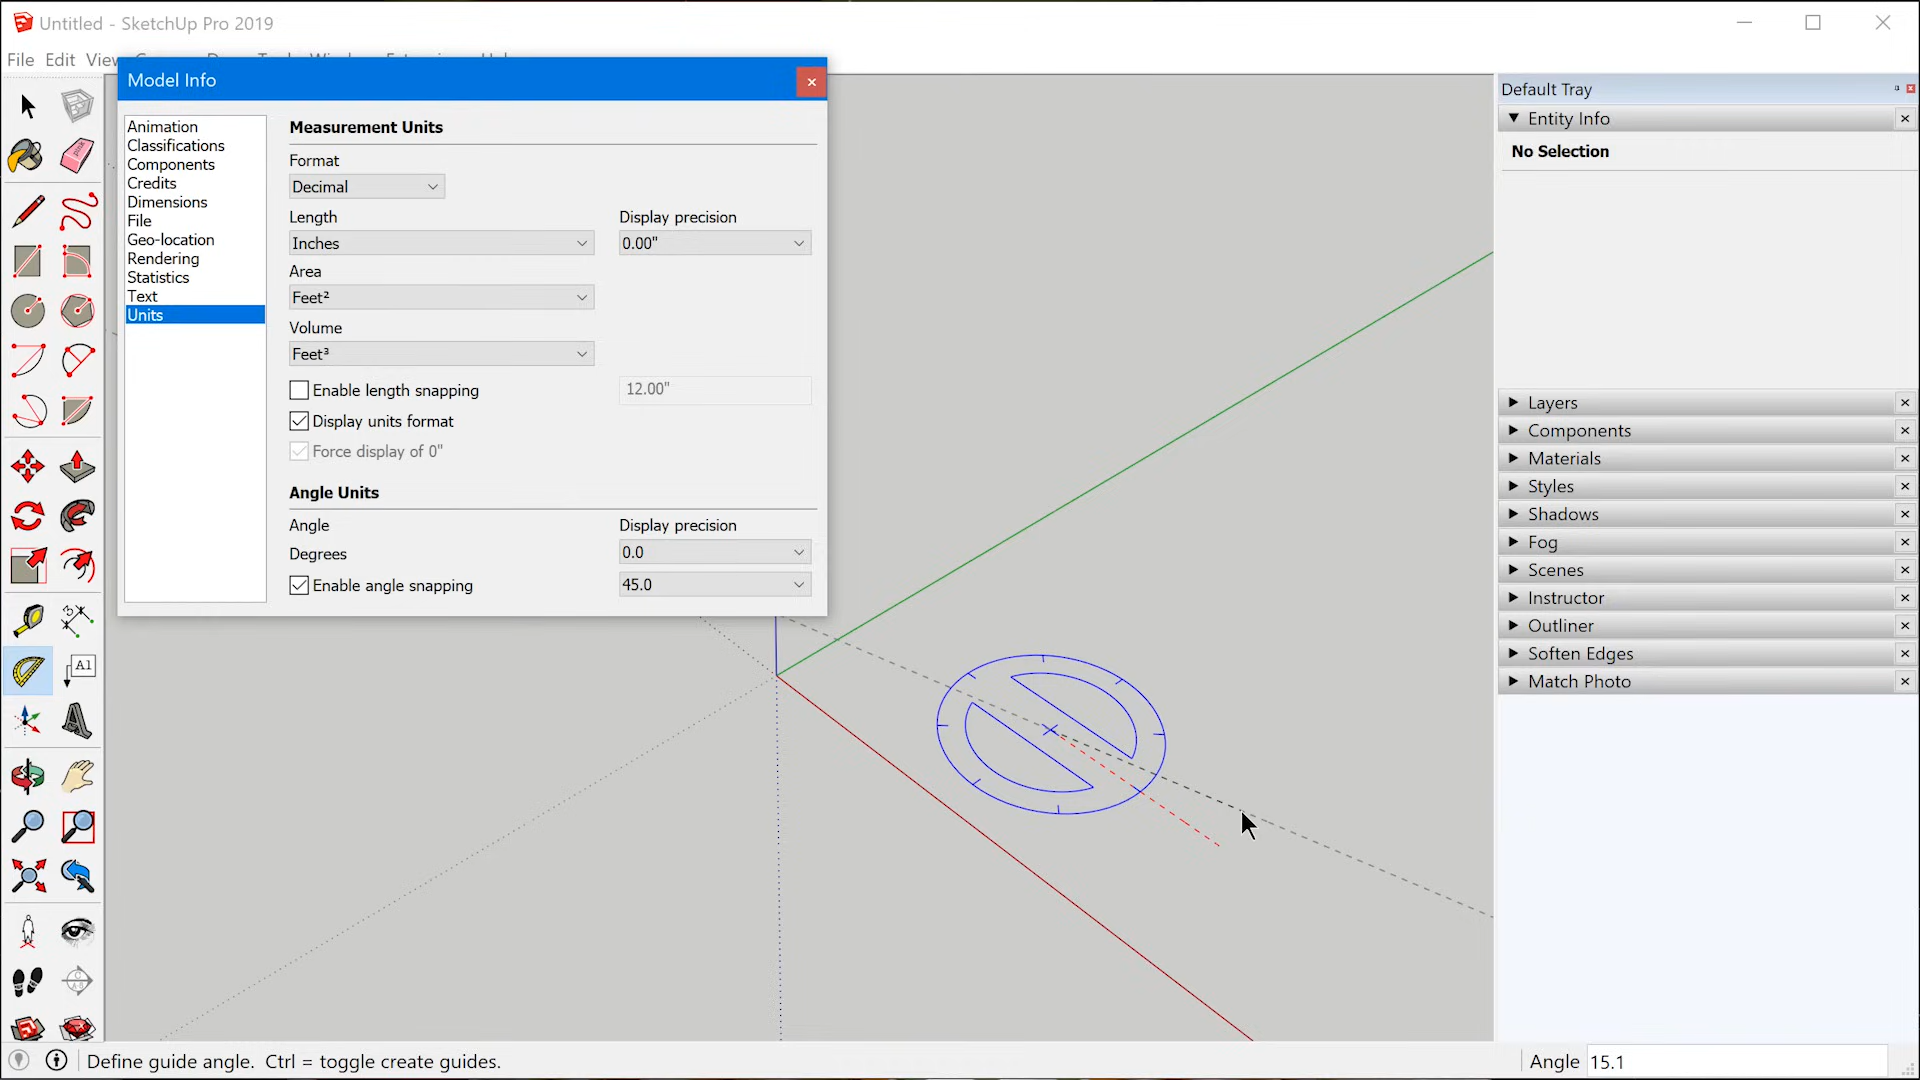 Untitled - SketchUp Pro 2019
File Edit View
Model Info
Animation
Classifications
Components
Credits
Dimensions
File
Geo-location
Rendering
Statistics
Text
Units
Measurement Units
Format
Decimal
Length
Display precision
Inches
0.00"
Area
Feet²
Volume
Feet³
Enable length snapping
12.00"
Display units format
Force display of 0"
Angle Units
Angle
Display precision
Degrees
0.0
Enable angle snapping
45.0
A1
Default Tray
Entity Info
No Selection
Layers
Components
Materials
Styles
Shadows
Fog
Scenes
Instructor
Outliner
Soften Edges
Match Photo
Define guide angle. Ctrl = toggle create guides.
Angle 15.1